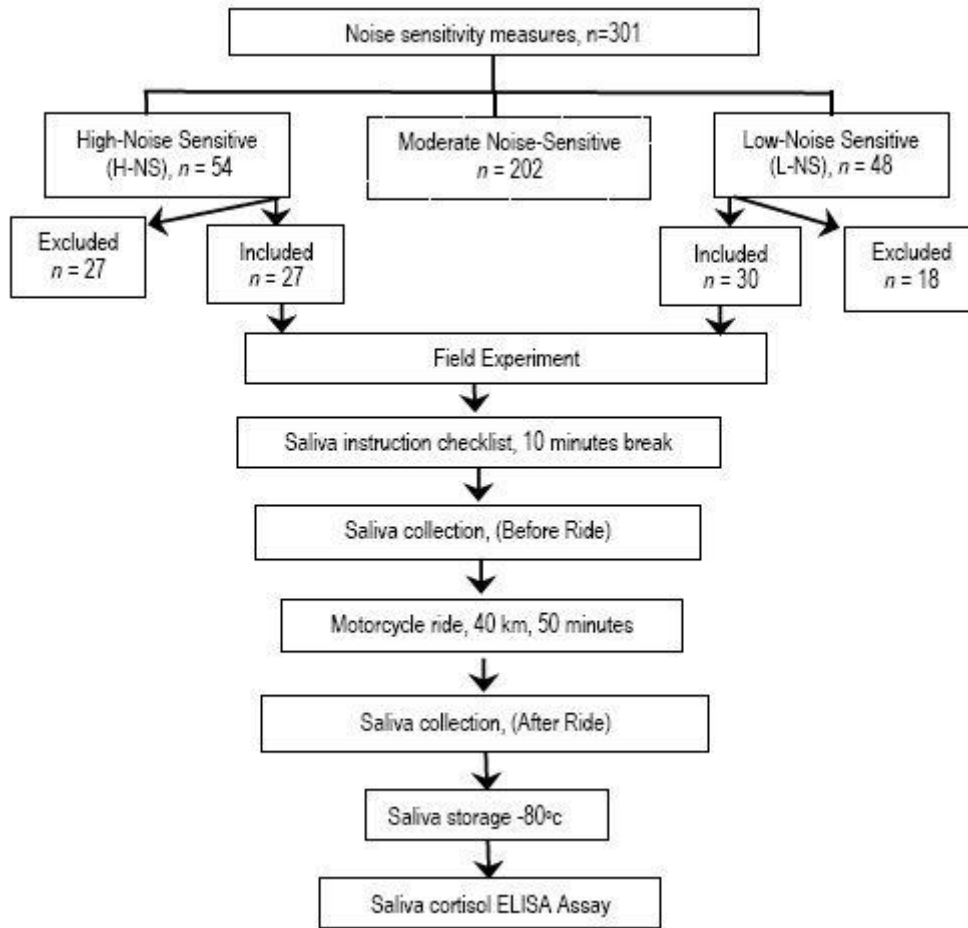 Noise sensitivity measures, n=301
High-Noise Sensitive
(H-NS), n = 54
Moderate Noise-Sensitive
n = 202
Low-Noise Sensitive
(L-NS), n = 48
Excluded
n = 27
Included
n = 27
Included
n = 30
Excluded
n = 18
Field Experiment
Saliva instruction checklist, 10 minutes break
Saliva collection, (Before Ride)
Motorcycle ride, 40 km, 50 minutes
Saliva collection, (After Ride)
Saliva storage -80ºc
Saliva cortisol ELISA Assay